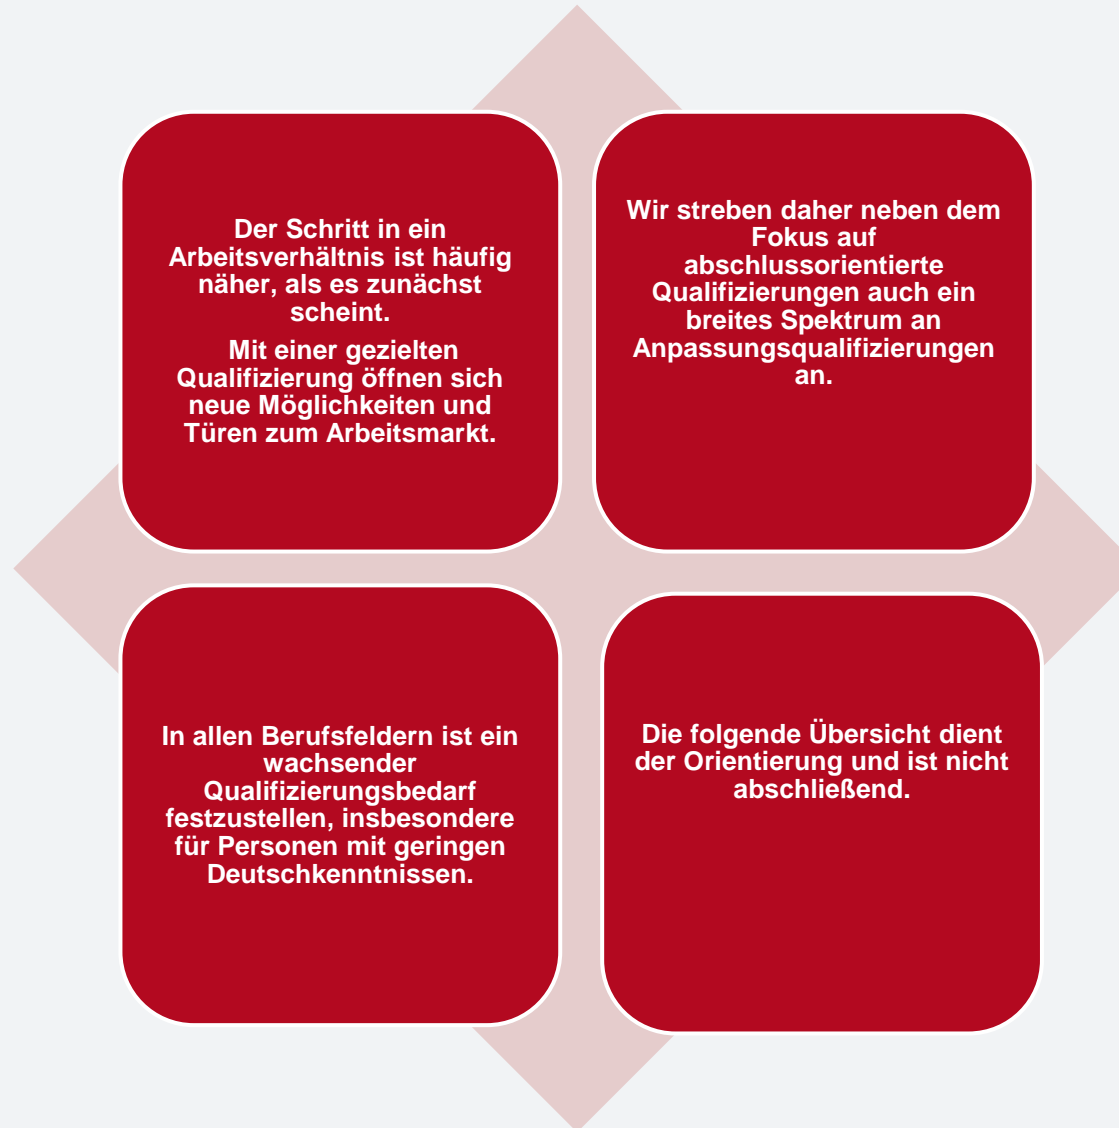 Der Schritt in ein
Arbeitsverhältnis ist häufig
näher, als es zunächst
scheint.
Mit einer gezielten
Qualifizierung öffnen sich
neue Möglichkeiten und
Türen zum Arbeitsmarkt.
Wir streben daher neben dem
Fokus auf
abschlussorientierte
Qualifizierungen auch ein
breites Spektrum an
Anpassungsqualifizierungen
an.
In allen Berufsfeldern ist ein
wachsender
Qualifizierungsbedarf
festzustellen, insbesondere
für Personen mit geringen
Deutschkenntnissen.
Die folgende Übersicht dient
der Orientierung und ist nicht
abschließend.